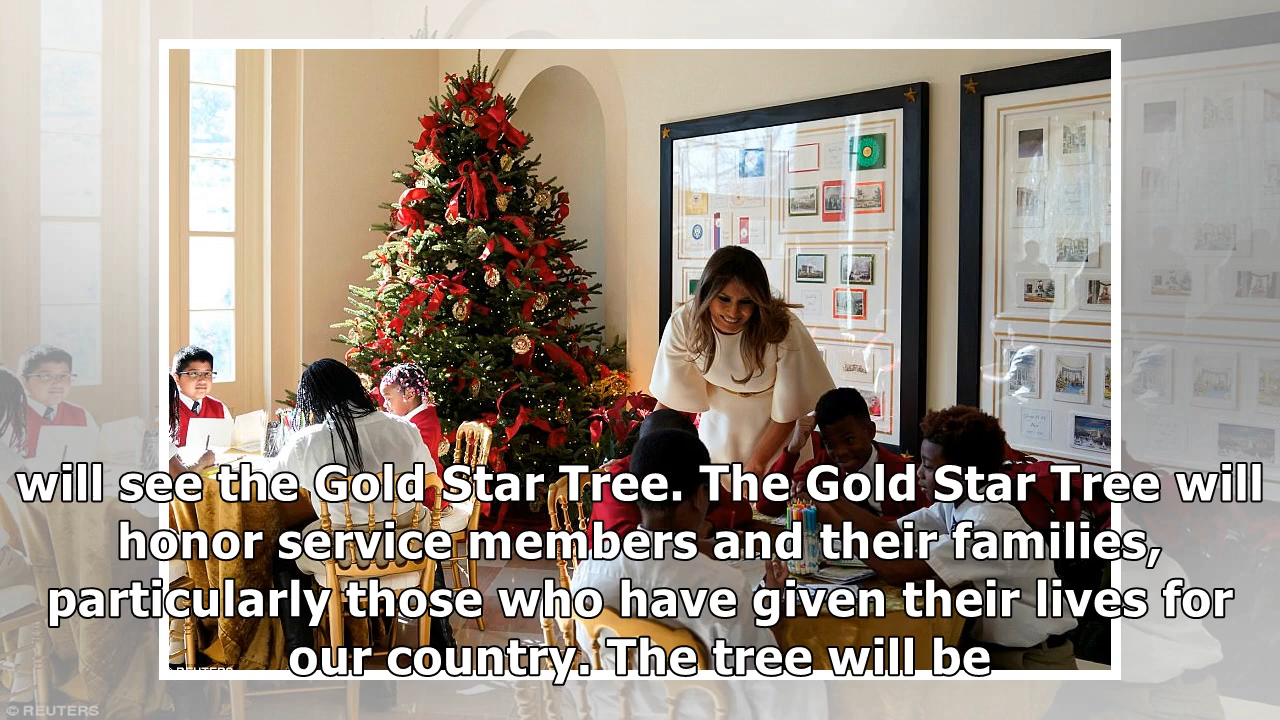 will see the Gold Star Tree. The Gold Star Tree will
honor service members and their families,
particularly those who have given their lives for
our country. The tree will be
© REUTERS
REUTERS